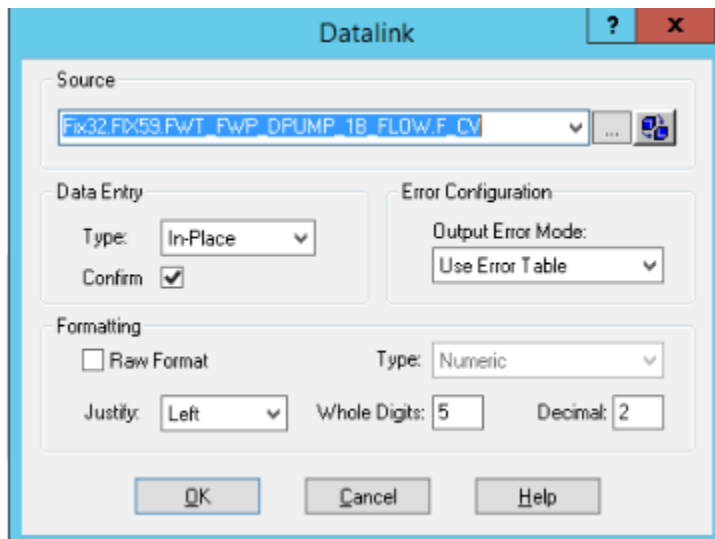 Datalink ? x
Source
Fix32.FIX59.FWT_FWP_DPUMP_1B_FLOW.F_CV ...
Data Entry
Type: In-Place
Confirm
Error Configuration
Output Error Mode:
Use Error Table
Formatting
Raw Format Type: Numeric
Justify: Left Whole Digits: 5 Decimal: 2
OK Cancel Help